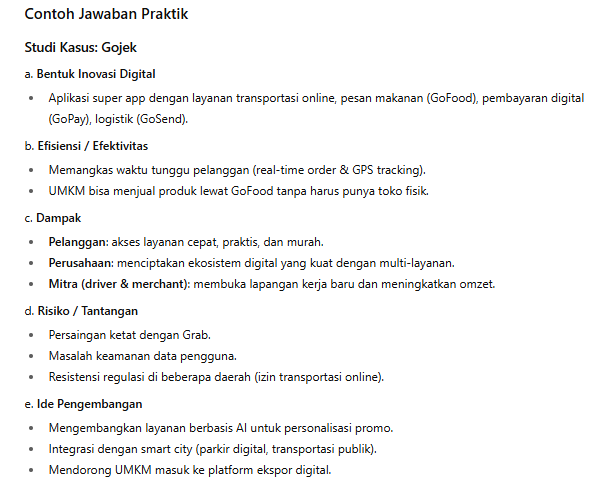 Contoh Jawaban Praktik
Studi Kasus: Gojek
a. Bentuk Inovasi Digital
• Aplikasi super app dengan layanan transportasi online, pesan makanan (GoFood), pembayaran digital
(GoPay), logistik (GoSend).
b. Efisiensi / Efektivitas
• Memangkas waktu tunggu pelanggan (real-time order & GPS tracking).
• UMKM bisa menjual produk lewat GoFood tanpa harus punya toko fisik.
c. Dampak
• Pelanggan: akses layanan cepat, praktis, dan murah.
• Perusahaan: menciptakan ekosistem digital yang kuat dengan multi-layanan.
• Mitra (driver & merchant): membuka lapangan kerja baru dan meningkatkan omzet.
d. Risiko / Tantangan
• Persaingan ketat dengan Grab.
• Masalah keamanan data pengguna.
• Resistensi regulasi di beberapa daerah (izin transportasi online).
e. Ide Pengembangan
• Mengembangkan layanan berbasis AI untuk personalisasi promo.
• Integrasi dengan smart city (parkir digital, transportasi publik).
• Mendorong UMKM masuk ke platform ekspor digital.